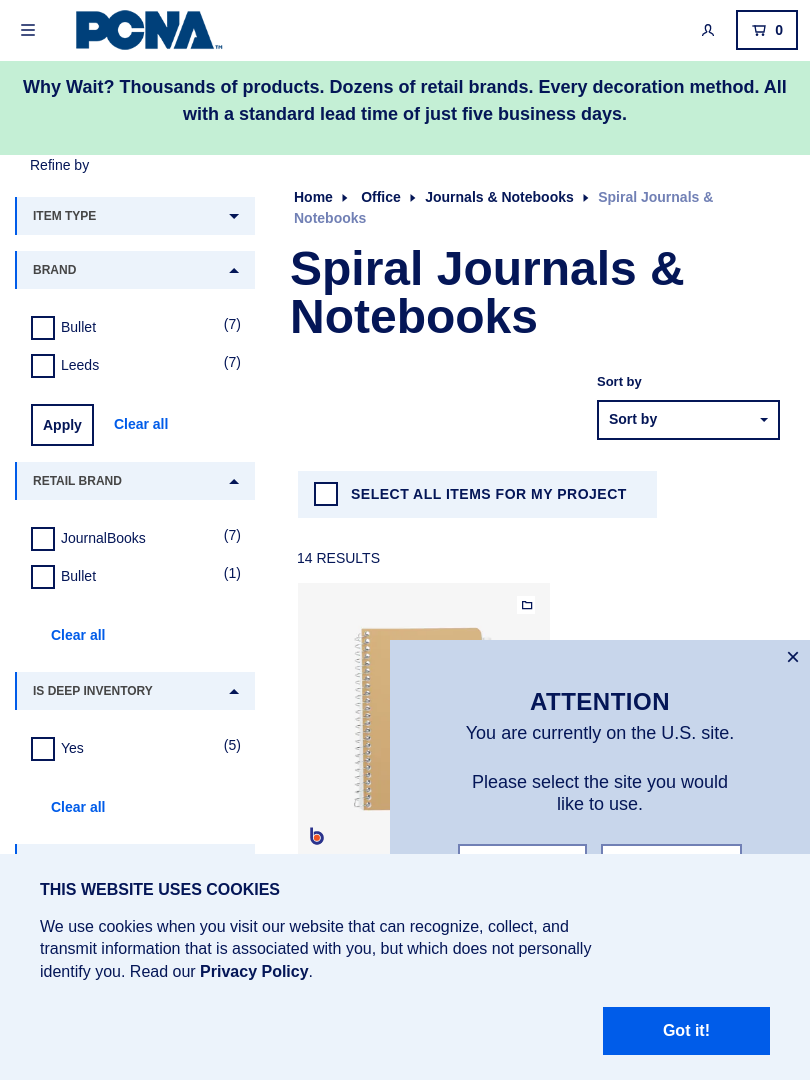 PCNA™
0
Why Wait? Thousands of products. Dozens of retail brands. Every decoration method. All
with a standard lead time of just five business days.
Refine by
ITEM TYPE
BRAND
Bullet (7)
Leeds (7)
Apply Clear all
RETAIL BRAND
JournalBooks (7)
Bullet (1)
Clear all
IS DEEP INVENTORY
Yes (5)
Clear all
Home Office Journals & Notebooks Spiral Journals &
Notebooks
Spiral Journals &
Notebooks
Sort by
Sort by
SELECT ALL ITEMS FOR MY PROJECT
14 RESULTS
b
ATTENTION
You are currently on the U.S. site.
Please select the site you would
like to use.
THIS WEBSITE USES COOKIES
We use cookies when you visit our website that can recognize, collect, and
transmit information that is associated with you, but which does not personally
identify you. Read our Privacy Policy.
Got it!